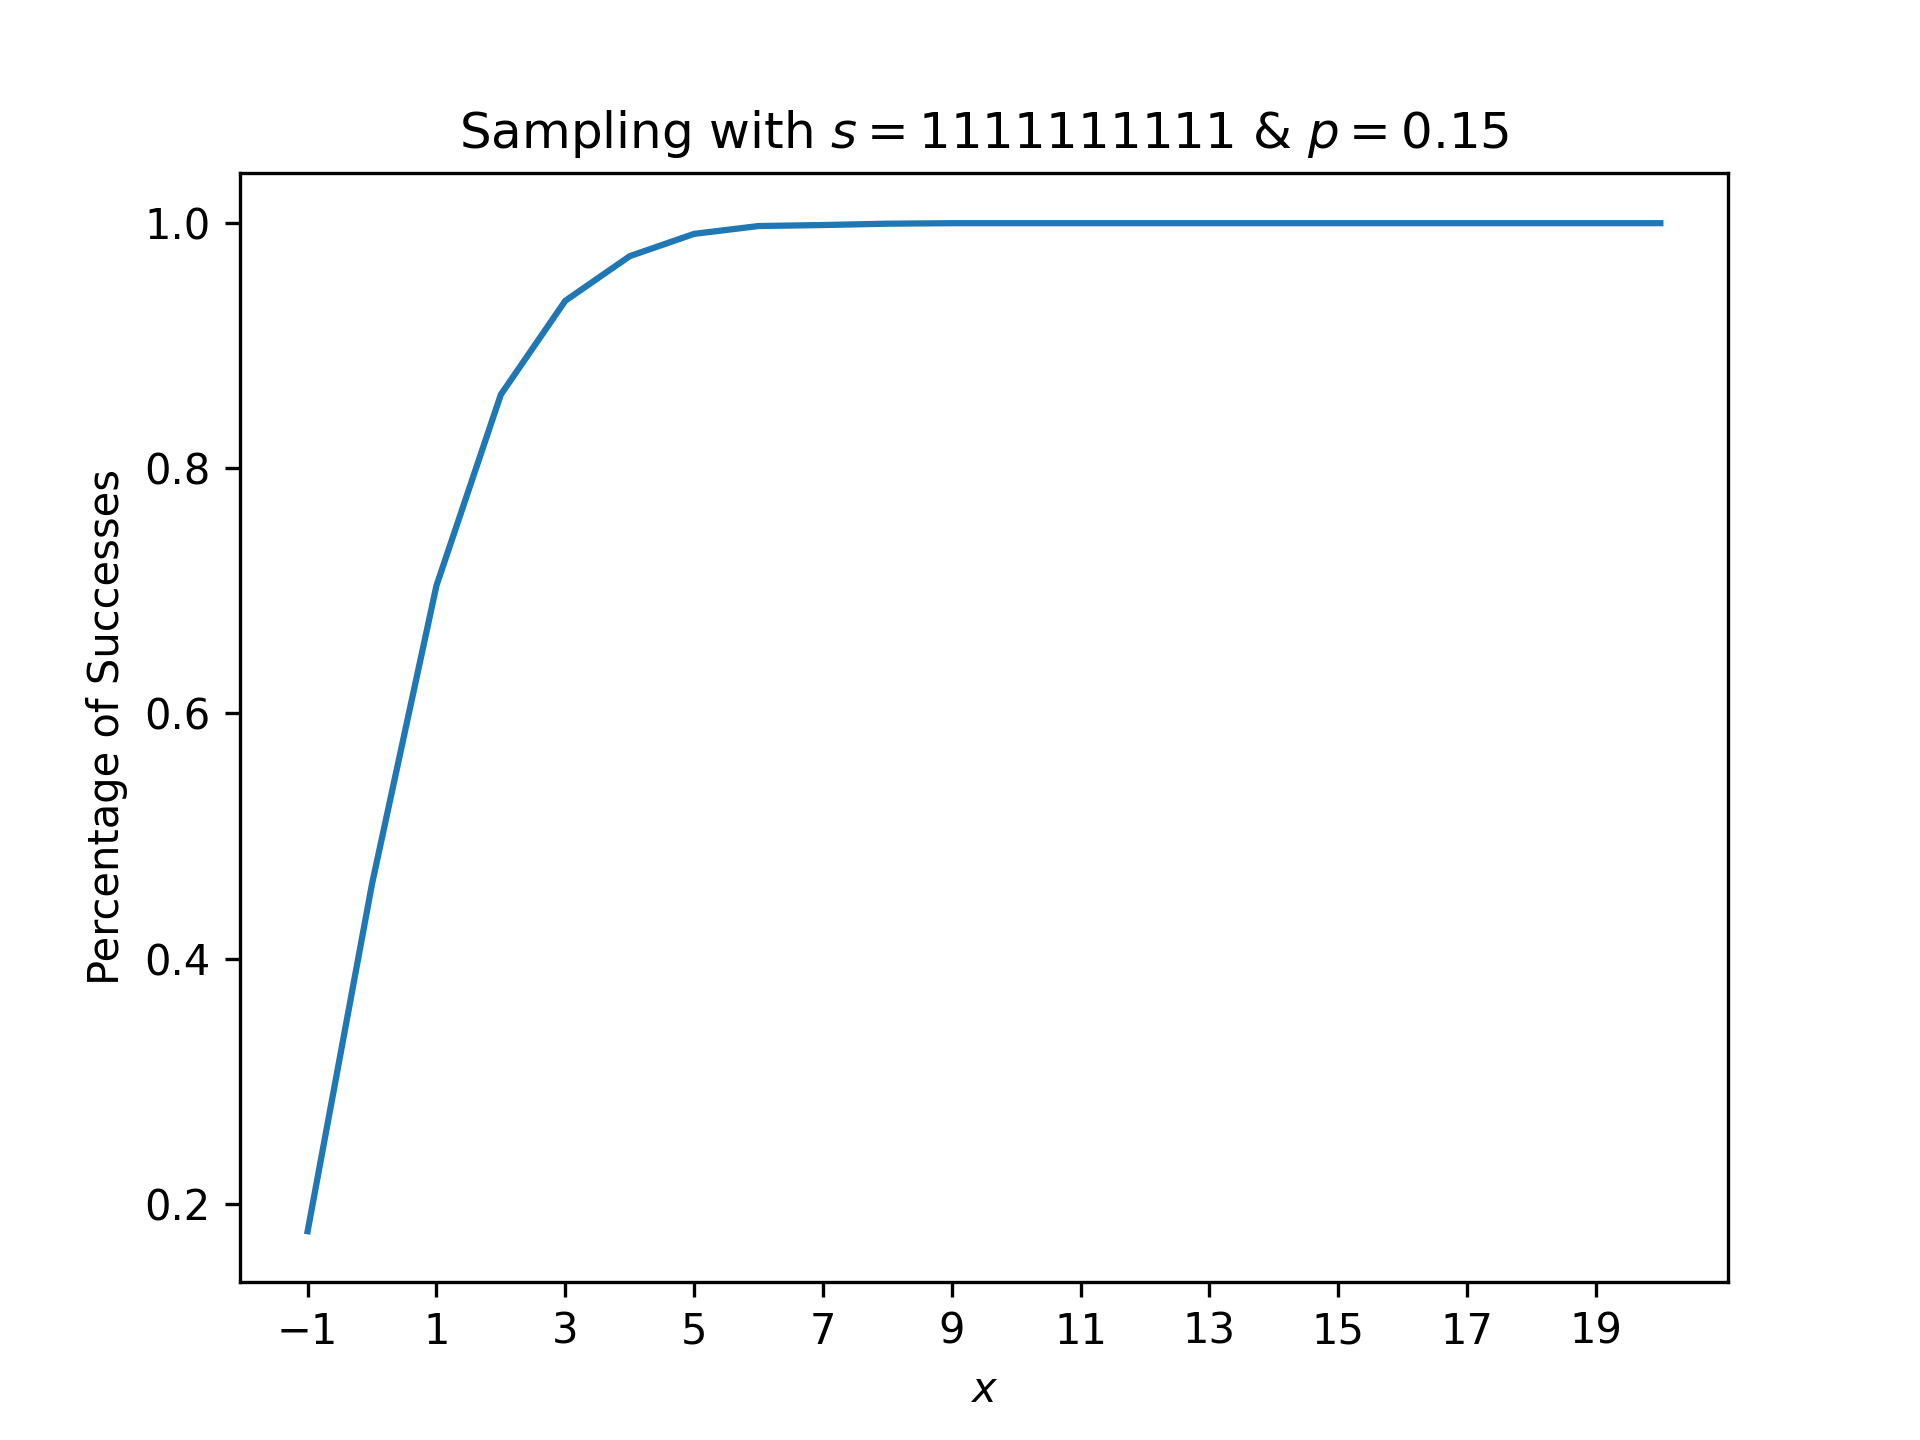 Sampling with s = 1111111111 & p = 0.15
Percentage of Successes
1.0
0.8
0.6
0.4
0.2
−1 1 3 5 7 9 11 13 15 17 19
x